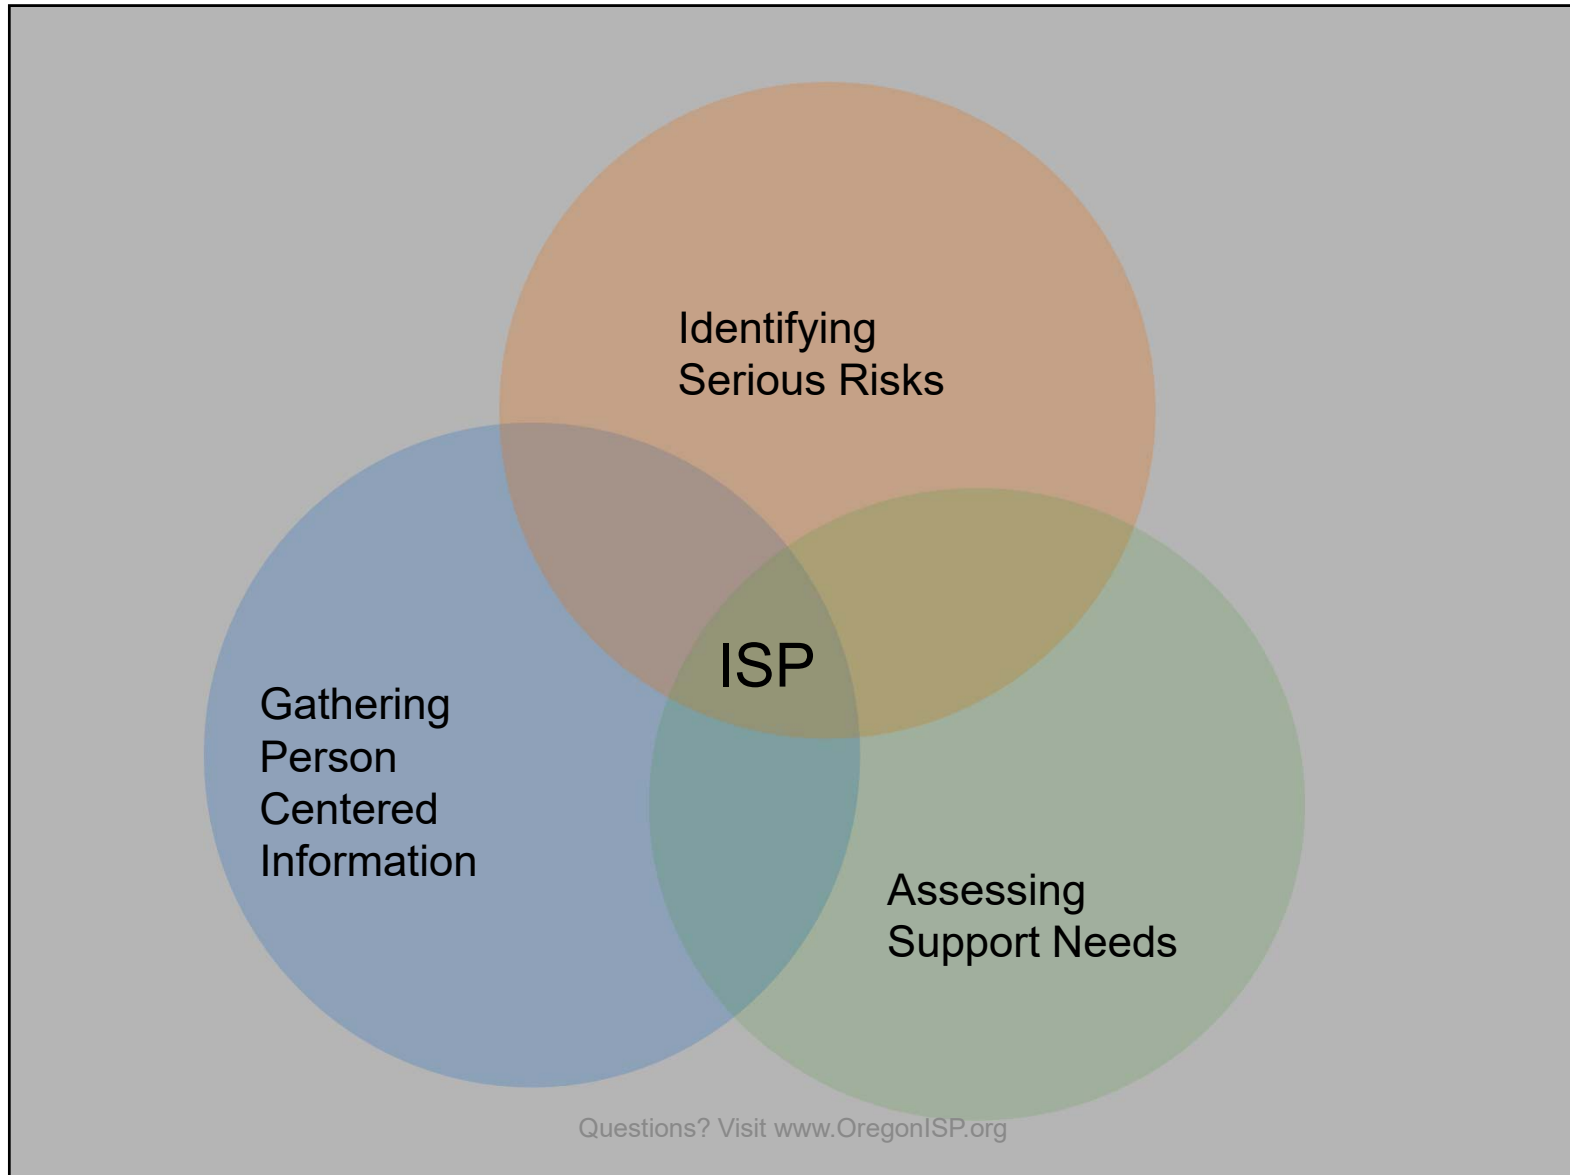 Identifying
Serious Risks
ISP
Gathering
Person
Centered
Information
Assessing
Support Needs
Questions? Visit www.OregonISP.org